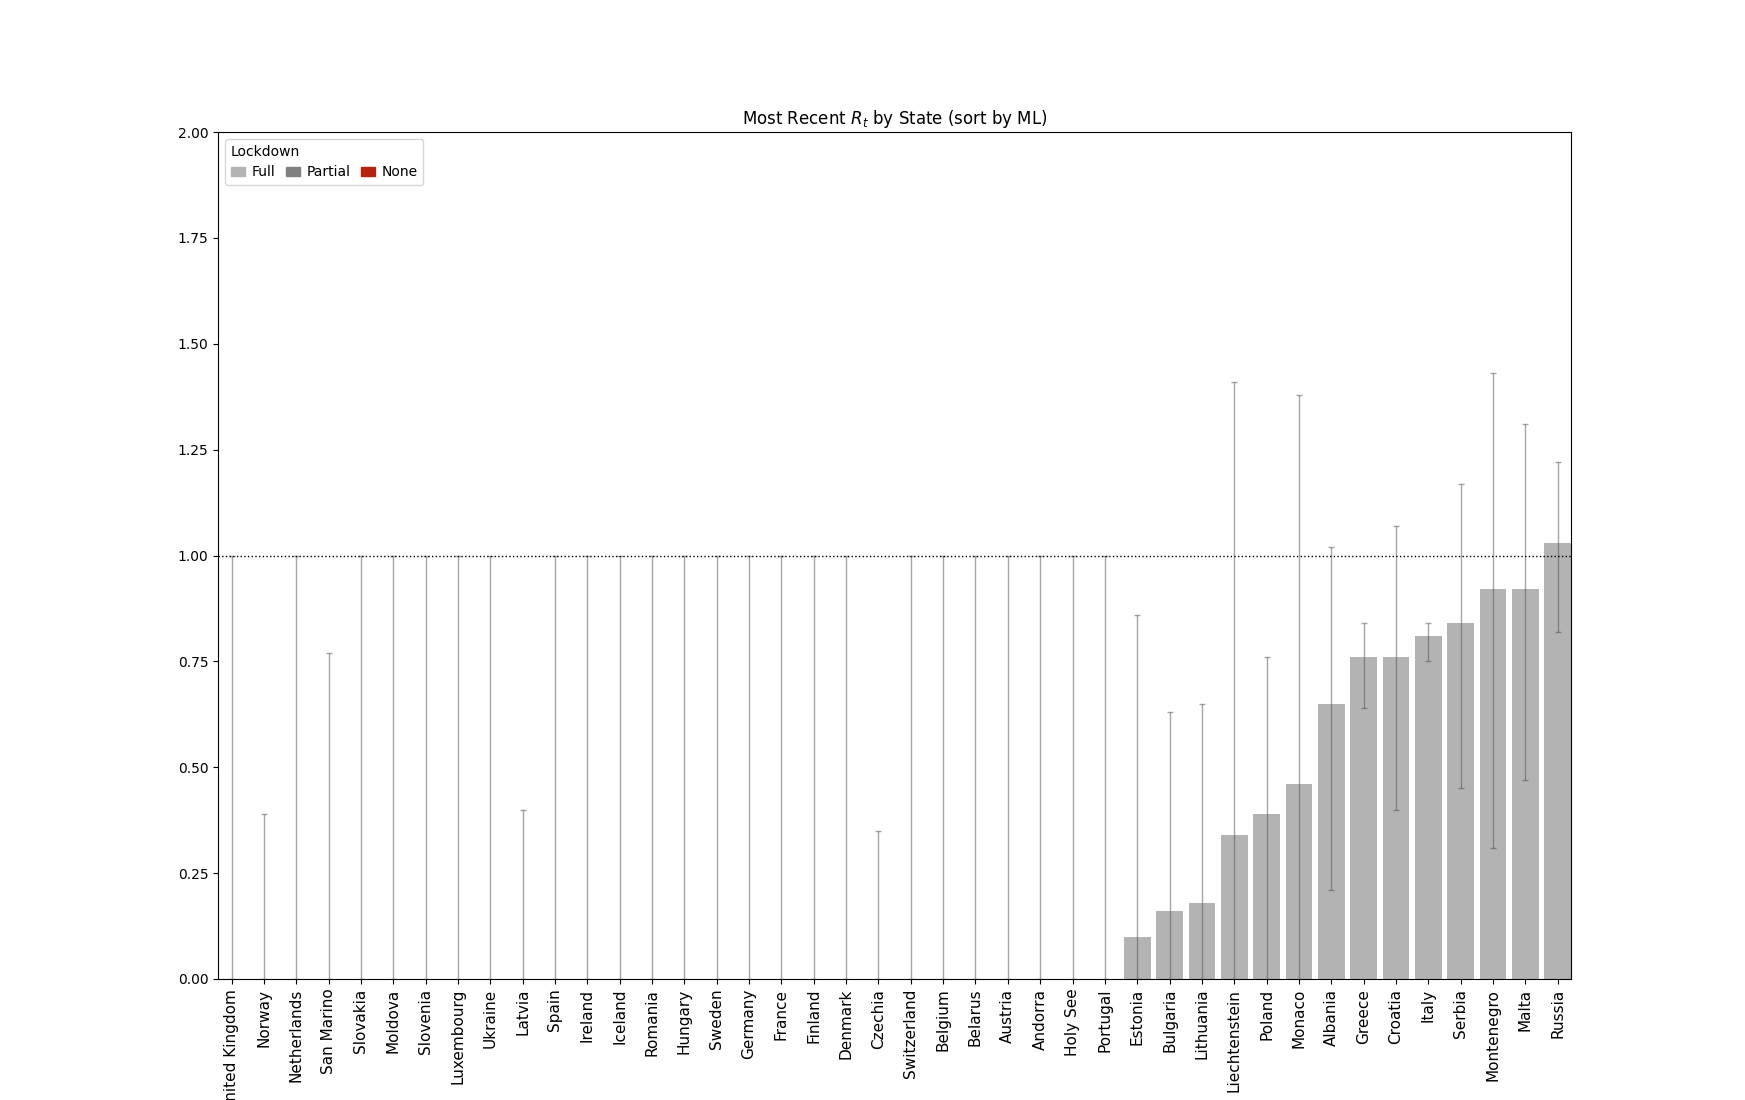 Most Recent Rt by State (sort by ML)
Lockdown
Full Partial None
2.00
1.75
1.50
1.25
1.00
0.75
0.50
0.25
0.00
nited Kingdom
Norway
Netherlands
San Marino
Slovakia
Moldova
Slovenia
Luxembourg
Ukraine
Latvia
Spain
Ireland
Iceland
Romania
Hungary
Sweden
Germany
France
Finland
Denmark
Czechia
Switzerland
Belgium
Belarus
Austria
Andorra
Holy See
Portugal
Estonia
Bulgaria
Lithuania
Liechtenstein
Poland
Monaco
Albania
Greece
Croatia
Italy
Serbia
Montenegro
Malta
Russia